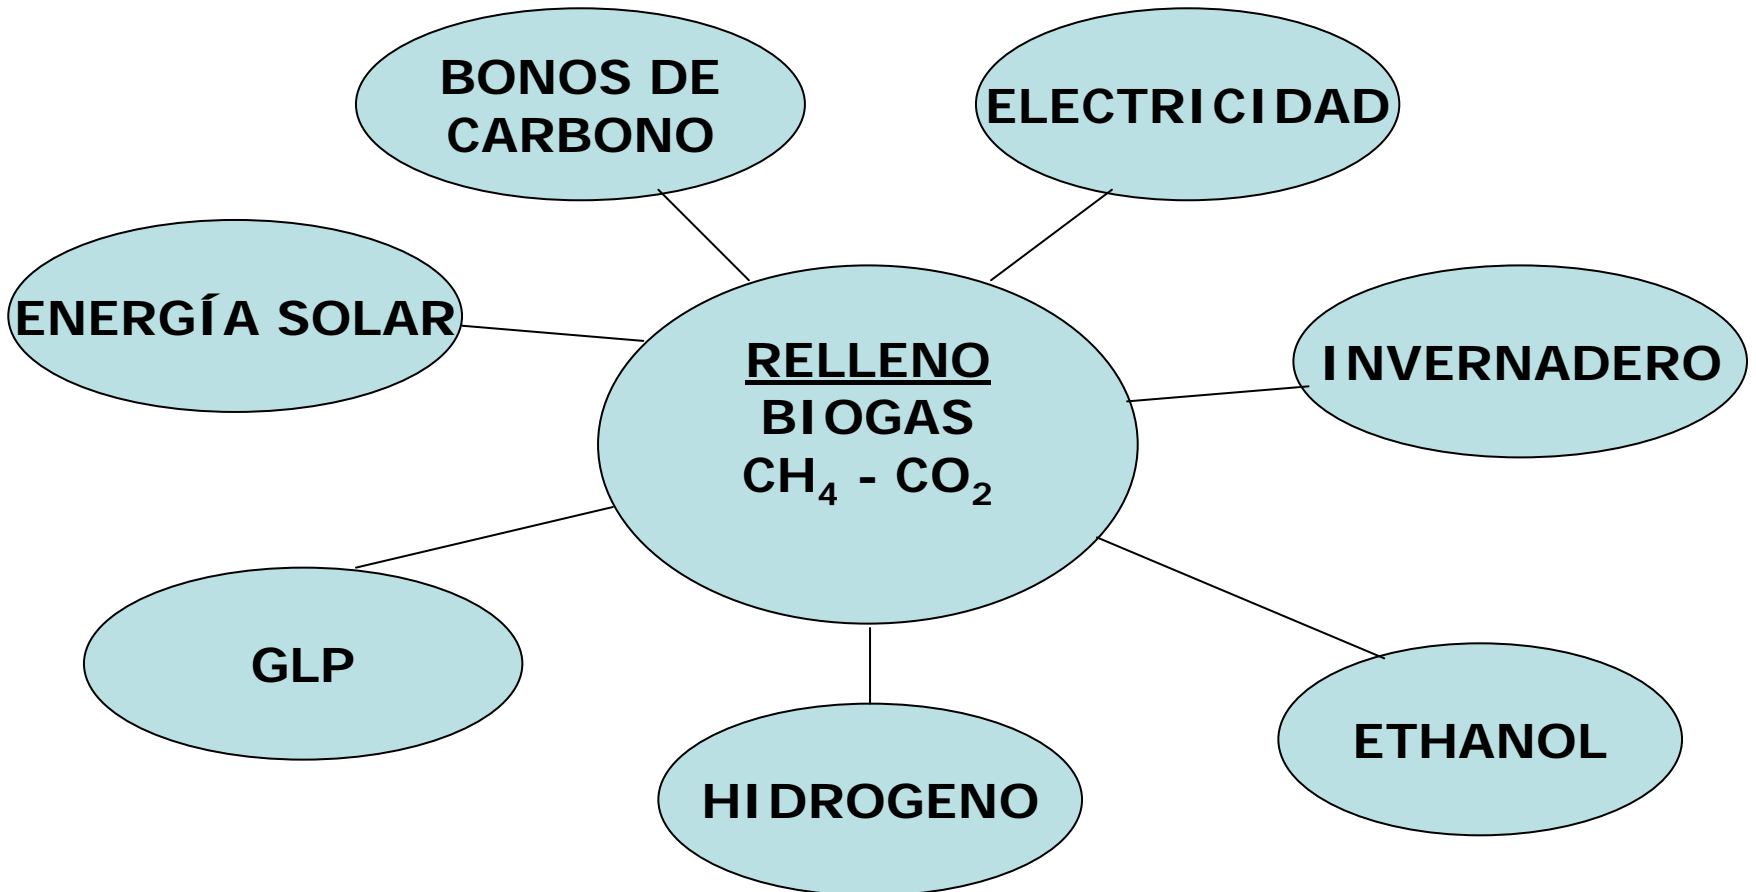 BONOS DE
CARBONO
ELECTRICIDAD
ENERGÍA SOLAR
RELLENO
BIOGAS
CH₄ - CO₂
INVERNADERO
GLP
HIDROGENO
ETHANOL